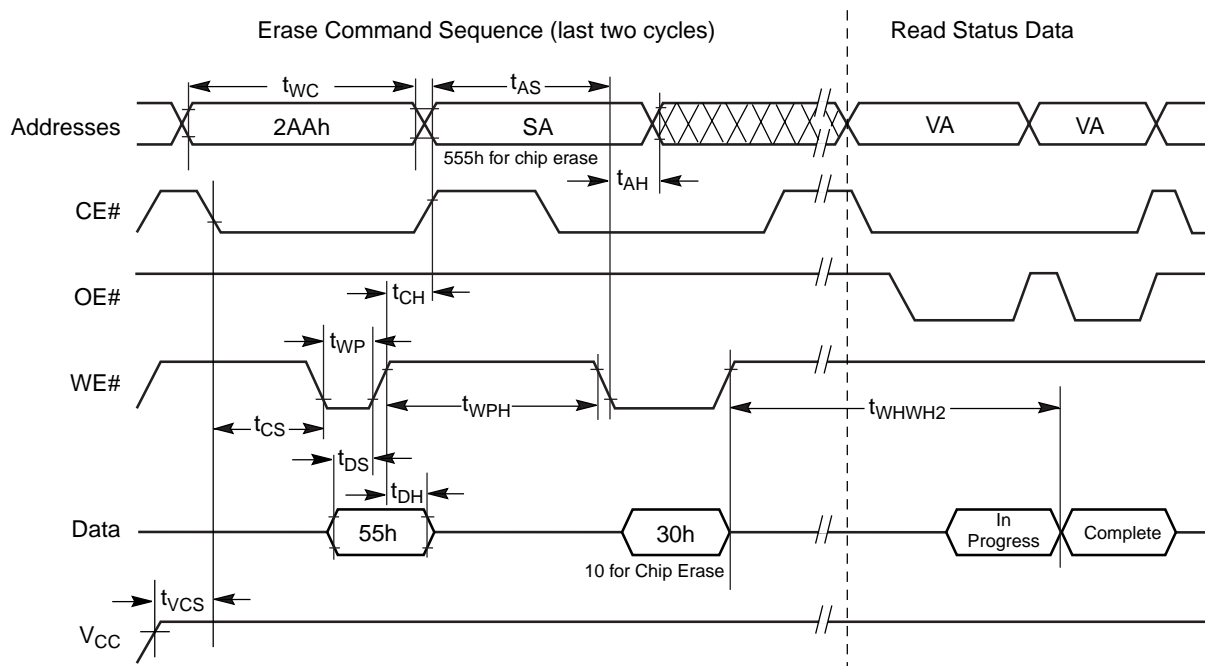 Erase Command Sequence (last two cycles)
Read Status Data
tWC
tAS
Addresses
2AAh
SA
VA
VA
555h for chip erase
tAH
CE#
OE#
tCH
tWP
WE#
tWPH
tWHWH2
tCS
tDS
tDH
Data
55h
30h
In
Progress
Complete
10 for Chip Erase
tVCS
VCC